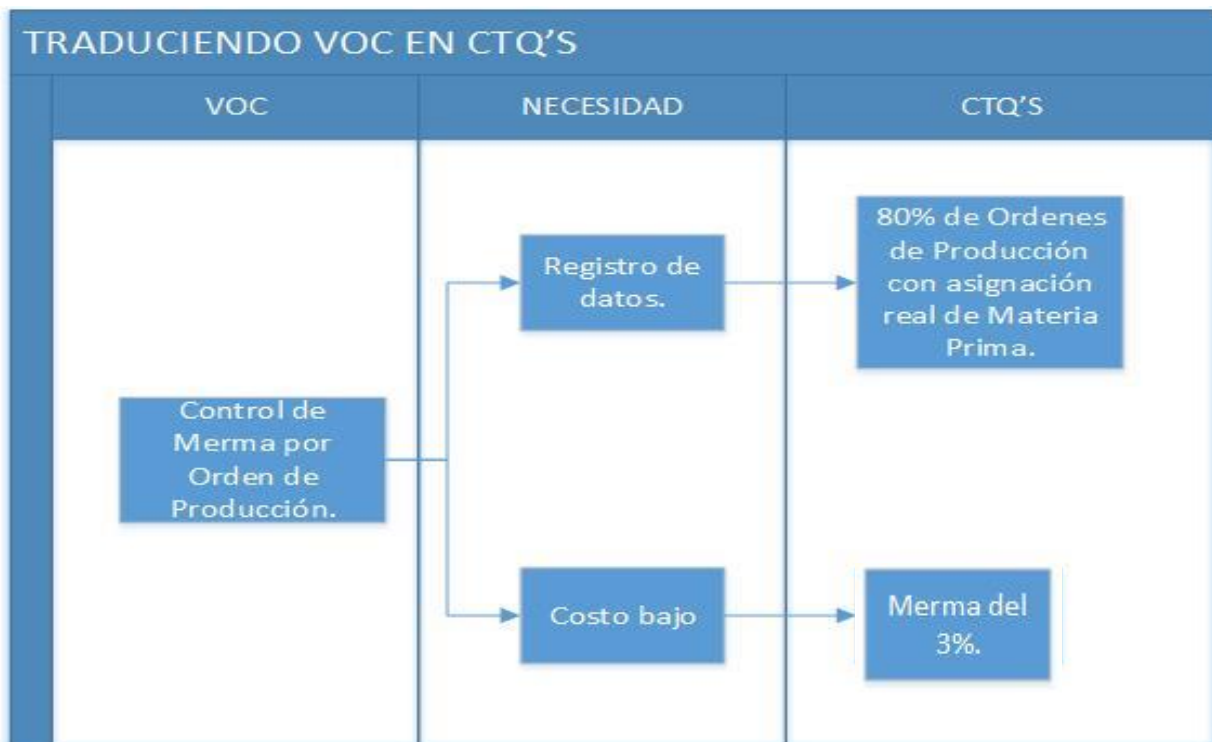 TRADUCIENDO VOC EN CTQ'S
VOC
NECESIDAD
CTQ'S
Control de
Merma por
Orden de
Producción.
Registro de
datos.
80% de Ordenes
de Producción
con asignación
real de Materia
Prima.
Costo bajo
Merma del
3%.